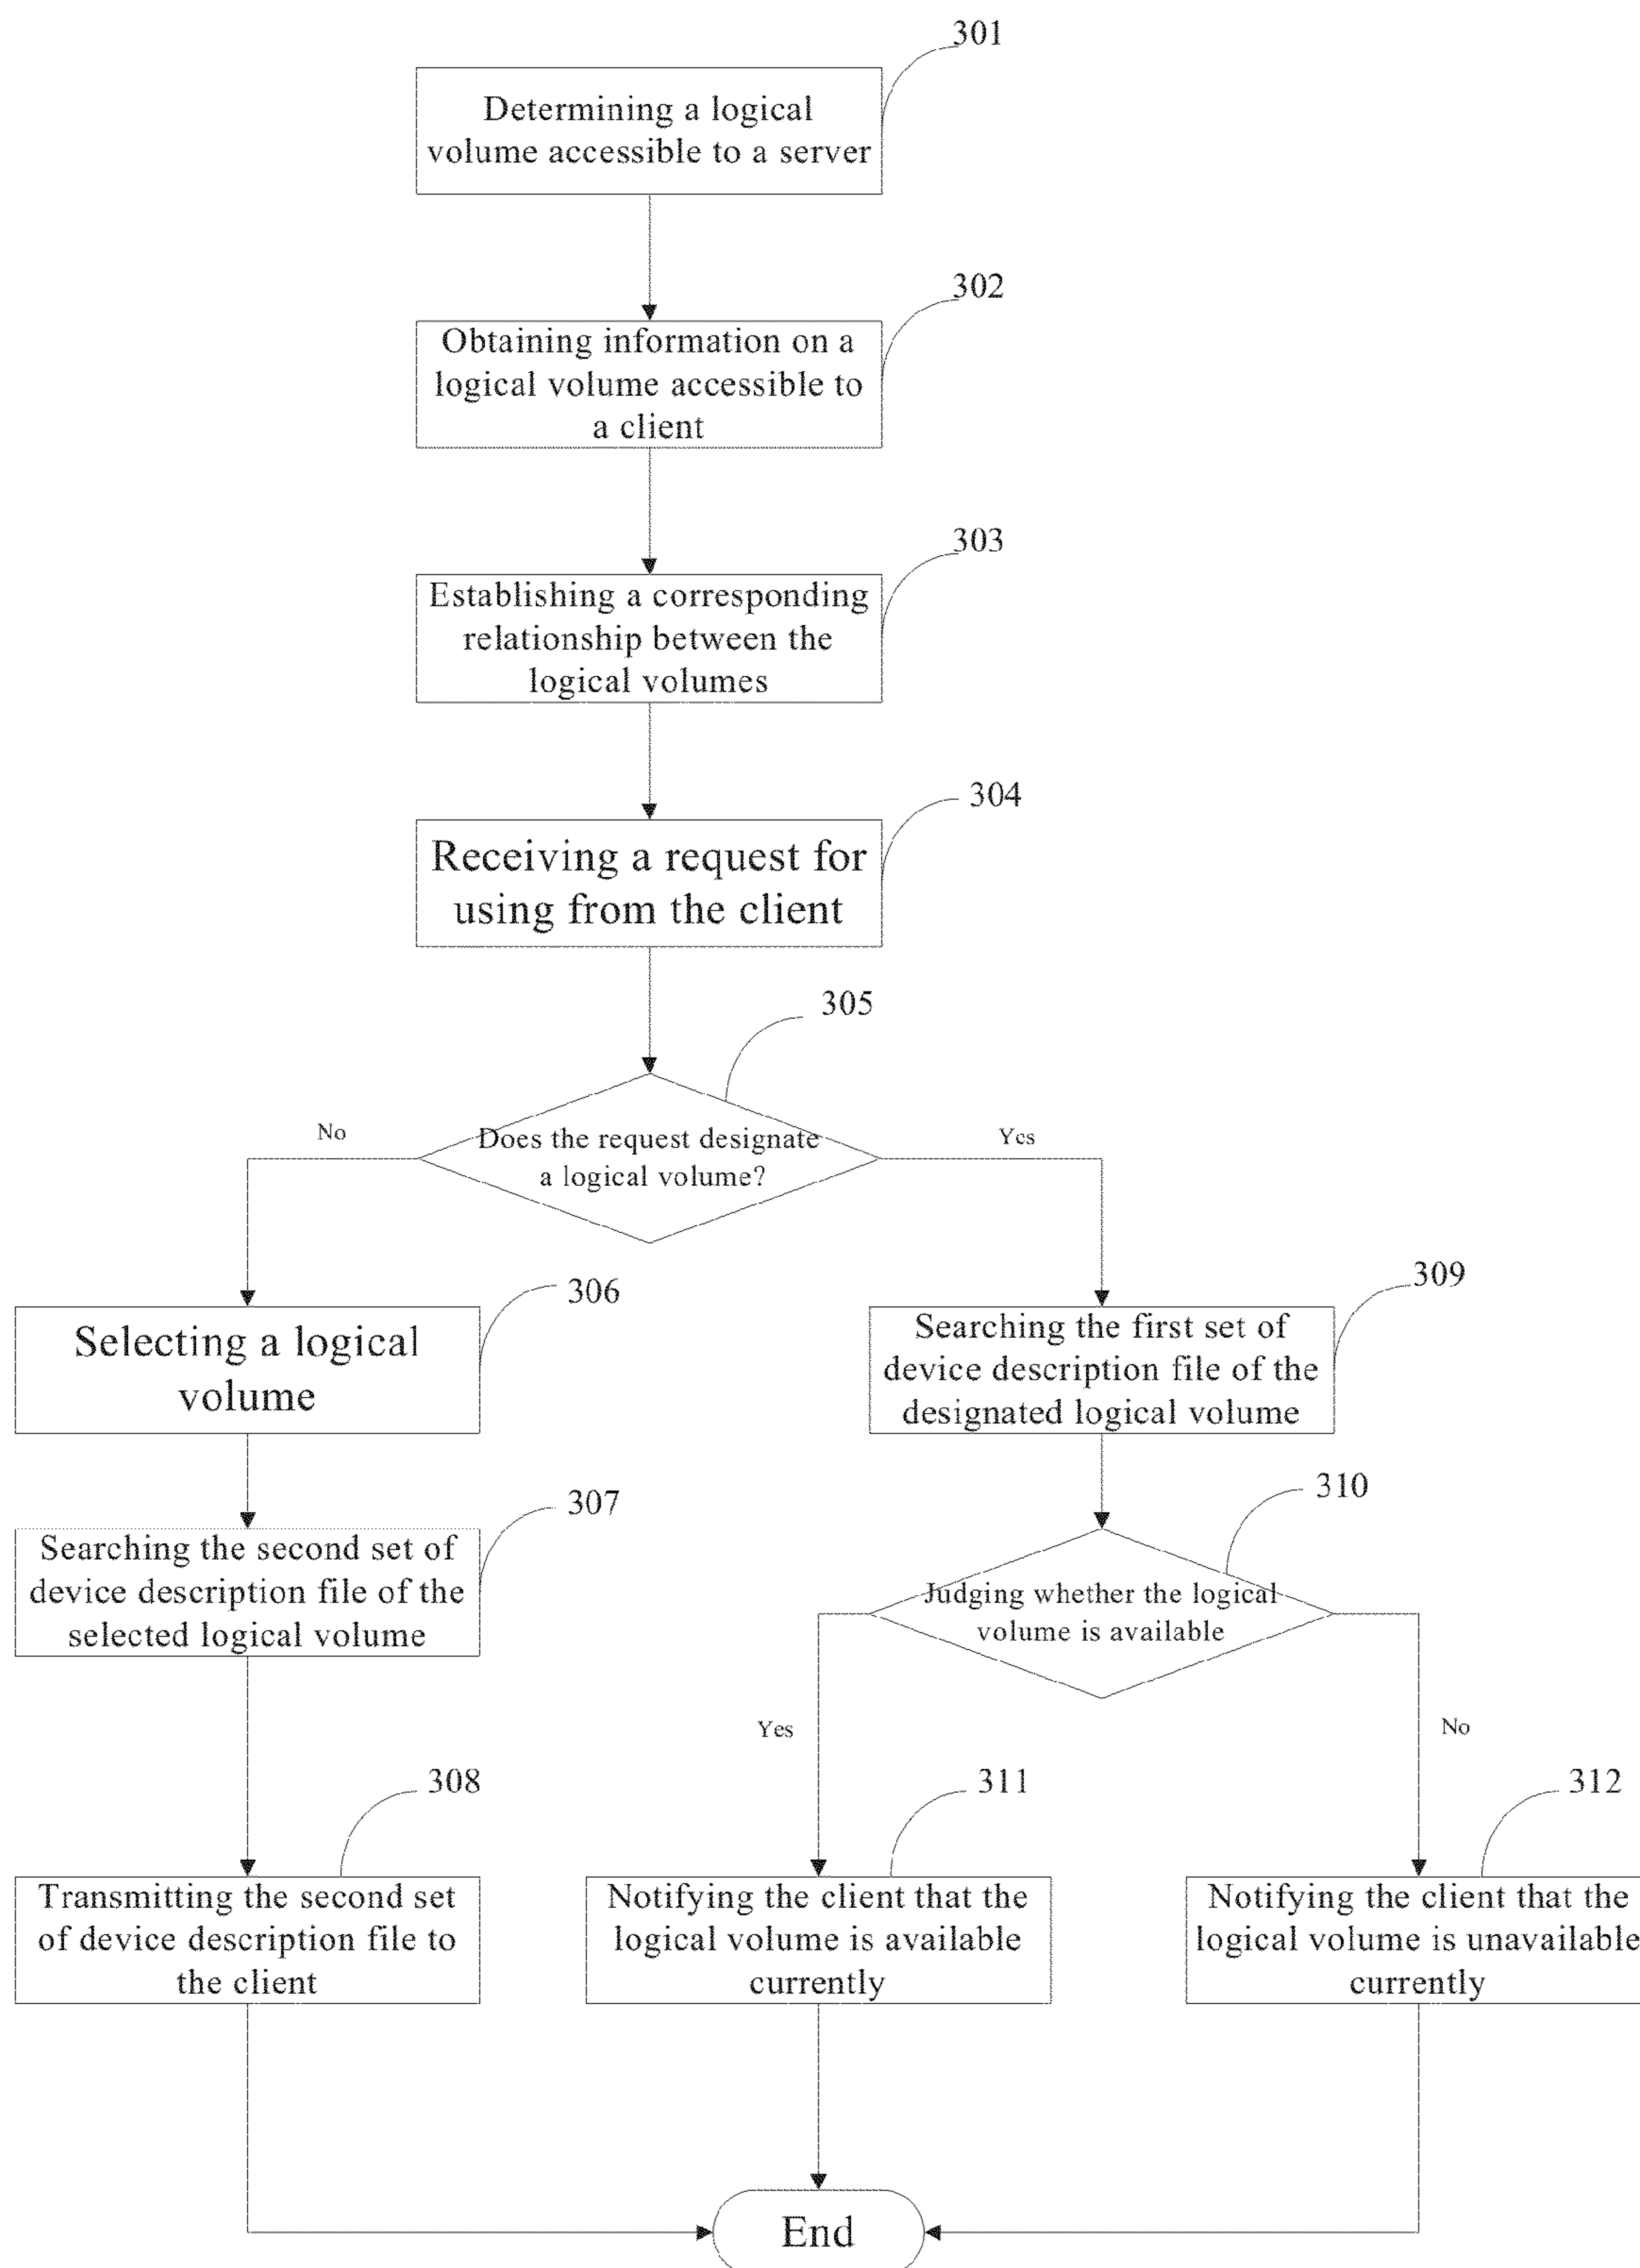 301
Determining a logical
volume accessible to a server
302
Obtaining information on a
logical volume accessible to
a client
303
Establishing a corresponding
relationship between the
logical volumes
304
Receiving a request for
using from the client
305
No
Does the request designate
a logical volume?
Yes
306
Selecting a logical
volume
309
Searching the first set of
device description file of the
designated logical volume
307
Searching the second set of
device description file of the
selected logical volume
310
Judging whether the logical
volume is available
Yes
No
308
Transmitting the second set
of device description file to
the client
311
Notifying the client that the
logical volume is available
currently
312
Notifying the client that the
logical volume is unavailable
currently
End